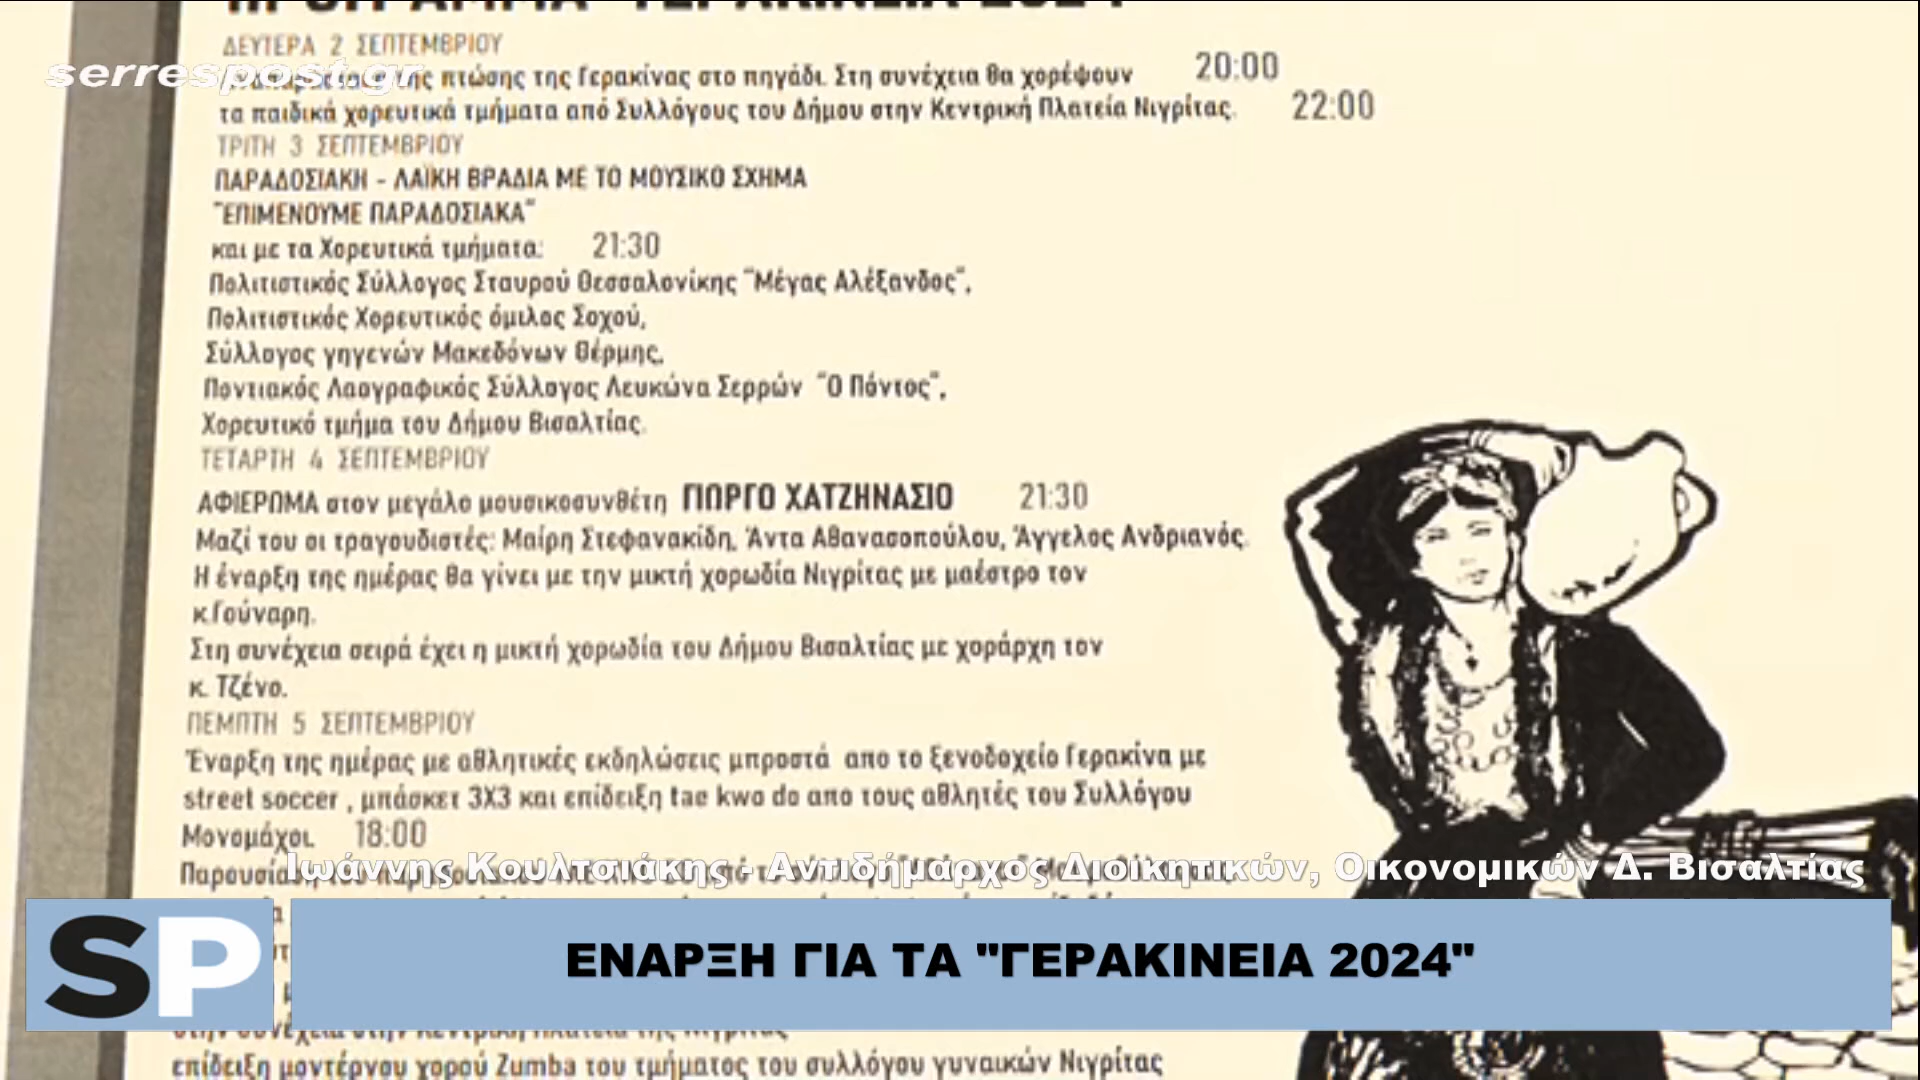 ΠΡΟΓΡΑΜΜΑ "ΓΕΡΑΚΙΝΕΙΑ 2024"
ΔΕΥΤΕΡΑ 2 ΣΕΠΤΕΜΒΡΙΟΥ
serrespost.gr
πτώσης της Γερακίνας στο πηγάδι. Στη συνέχεια θα χορέψουν 20:00
τα παιδικά χορευτικά τμήματα από Συλλόγους του Δήμου στην Κεντρική Πλατεία Νιγρίτας. 22:00
ΤΡΙΤΗ 3 ΣΕΠΤΕΜΒΡΙΟΥ
ΠΑΡΑΔΟΣΙΑΚΗ - ΛΑΪΚΗ ΒΡΑΔΙΑ ΜΕ ΤΟ ΜΟΥΣΙΚΟ ΣΧΗΜΑ
"ΕΠΙΜΕΝΟΥΜΕ ΠΑΡΑΔΟΣΙΑΚΑ"
και με τα Χορευτικά τμήματα: 21:30
Πολιτιστικός Σύλλογος Σταυρού Θεσσαλονίκης "Μέγας Αλέξανδος",
Πολιτιστικός Χορευτικός όμιλος Σοχού,
Σύλλογος γηγενών Μακεδόνων Θέρμης,
Ποντιακός Λαογραφικός Σύλλογος Λευκώνα Σερρών "Ο Πόντος",
Χορευτικό τμήμα του Δήμου Βισαλτίας.
ΤΕΤΑΡΤΗ 4 ΣΕΠΤΕΜΒΡΙΟΥ
ΑΦΙΕΡΩΜΑ στον μεγάλο μουσικοσυνθέτη ΓΙΩΡΓΟ ΧΑΤΖΗΝΑΣΙΟ 21:30
Μαζί του οι τραγουδιστές: Μαίρη Στεφανακίδη, Άντα Αθανασοπούλου, Άγγελος Ανδριανός.
Η έναρξη της ημέρας θα γίνει με την μικτή χορωδία Νιγρίτας με μαέστρο τον
κ.Γούναρη.
Στη συνέχεια σειρά έχει η μικτή χορωδία του Δήμου Βισαλτίας με χοράρχη τον
κ. Τζένο.
ΠΕΜΠΤΗ 5 ΣΕΠΤΕΜΒΡΙΟΥ
Έναρξη της ημέρας με αθλητικές εκδηλώσεις μπροστά απο το ξενοδοχείο Γερακίνα με
street soccer , μπάσκετ 3Χ3 και επίδειξη tae kwo do απο τους αθλητές του Συλλόγου
Μονομάχοι. 18:00
Ιωάννης Κουλτσιάκης - Αντιδήμαρχος Διοικητικών, Οικονομικών Δ. Βισαλτίας
SP
ΕΝΑΡΞΗ ΓΙΑ ΤΑ "ΓΕΡΑΚΙΝΕΙΑ 2024"
επίδειξη μοντέρνου χορού Zumba του τμήματος του συλλόγου γυναικών Νιγρίτας